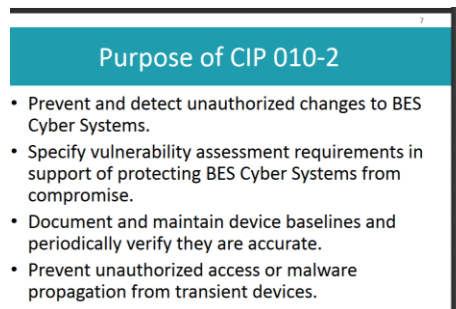 7
Purpose of CIP 010-2
• Prevent and detect unauthorized changes to BES
Cyber Systems.
• Specify vulnerability assessment requirements in
support of protecting BES Cyber Systems from
compromise.
• Document and maintain device baselines and
periodically verify they are accurate.
• Prevent unauthorized access or malware
propagation from transient devices.